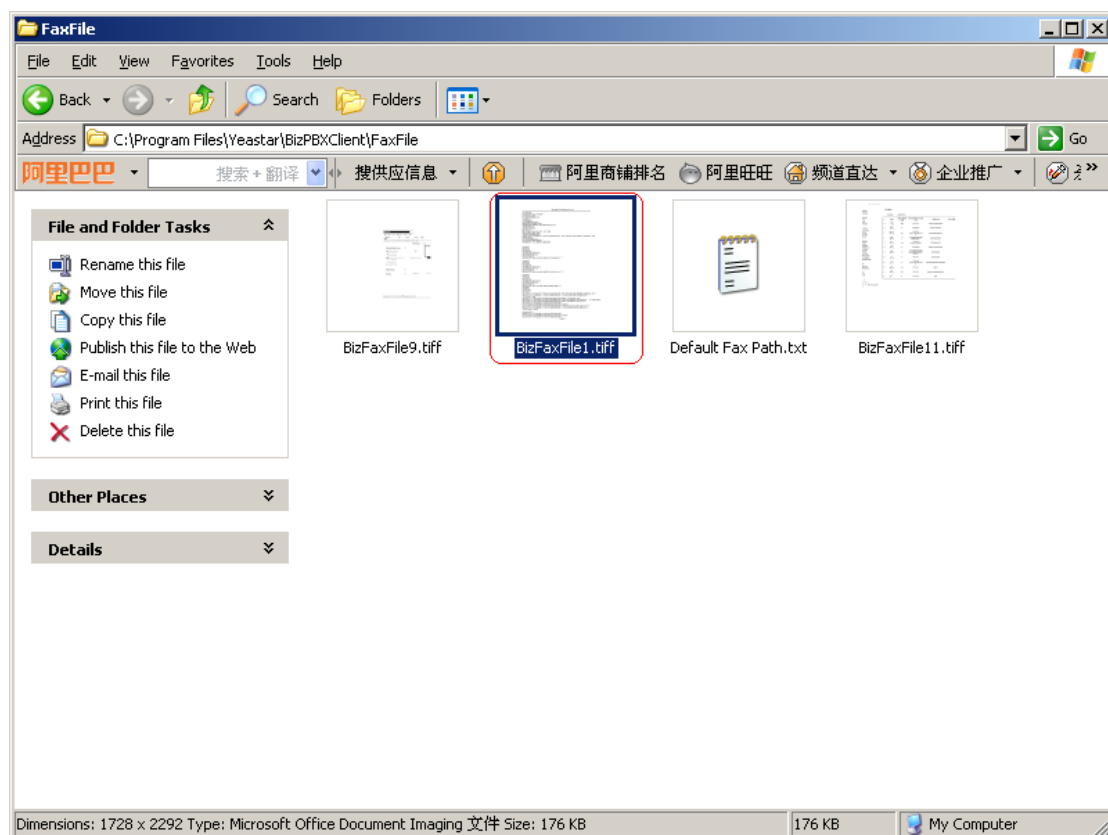 FaxFile
File Edit View Favorites Tools Help
Back Search Folders
Address C:\Program Files\Yeastar\BizPBXClient\FaxFile Go
阿里巴巴 搜索+翻译 搜供应信息 阿里商铺排名 阿里旺旺 频道直达 企业推广
File and Folder Tasks
Rename this file
Move this file
Copy this file
Publish this file to the Web
E-mail this file
Print this file
Delete this file
Other Places
Details
BizFaxFile9.tiff BizFaxFile1.tiff Default Fax Path.txt BizFaxFile11.tiff
Dimensions: 1728 x 2292 Type: Microsoft Office Document Imaging 文件 Size: 176 KB 176 KB My Computer